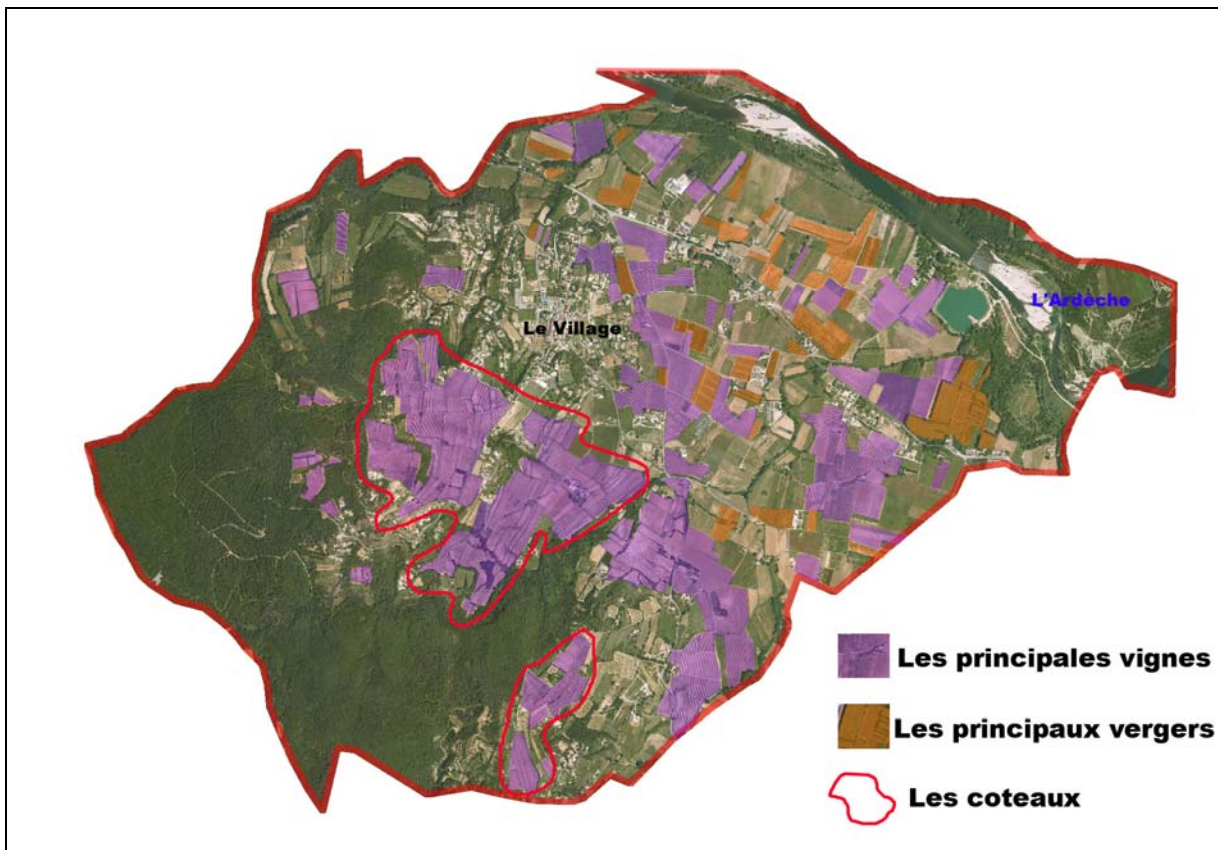 L'Ardèche
Le Village
Les principales vignes
Les principaux vergers
Les coteaux